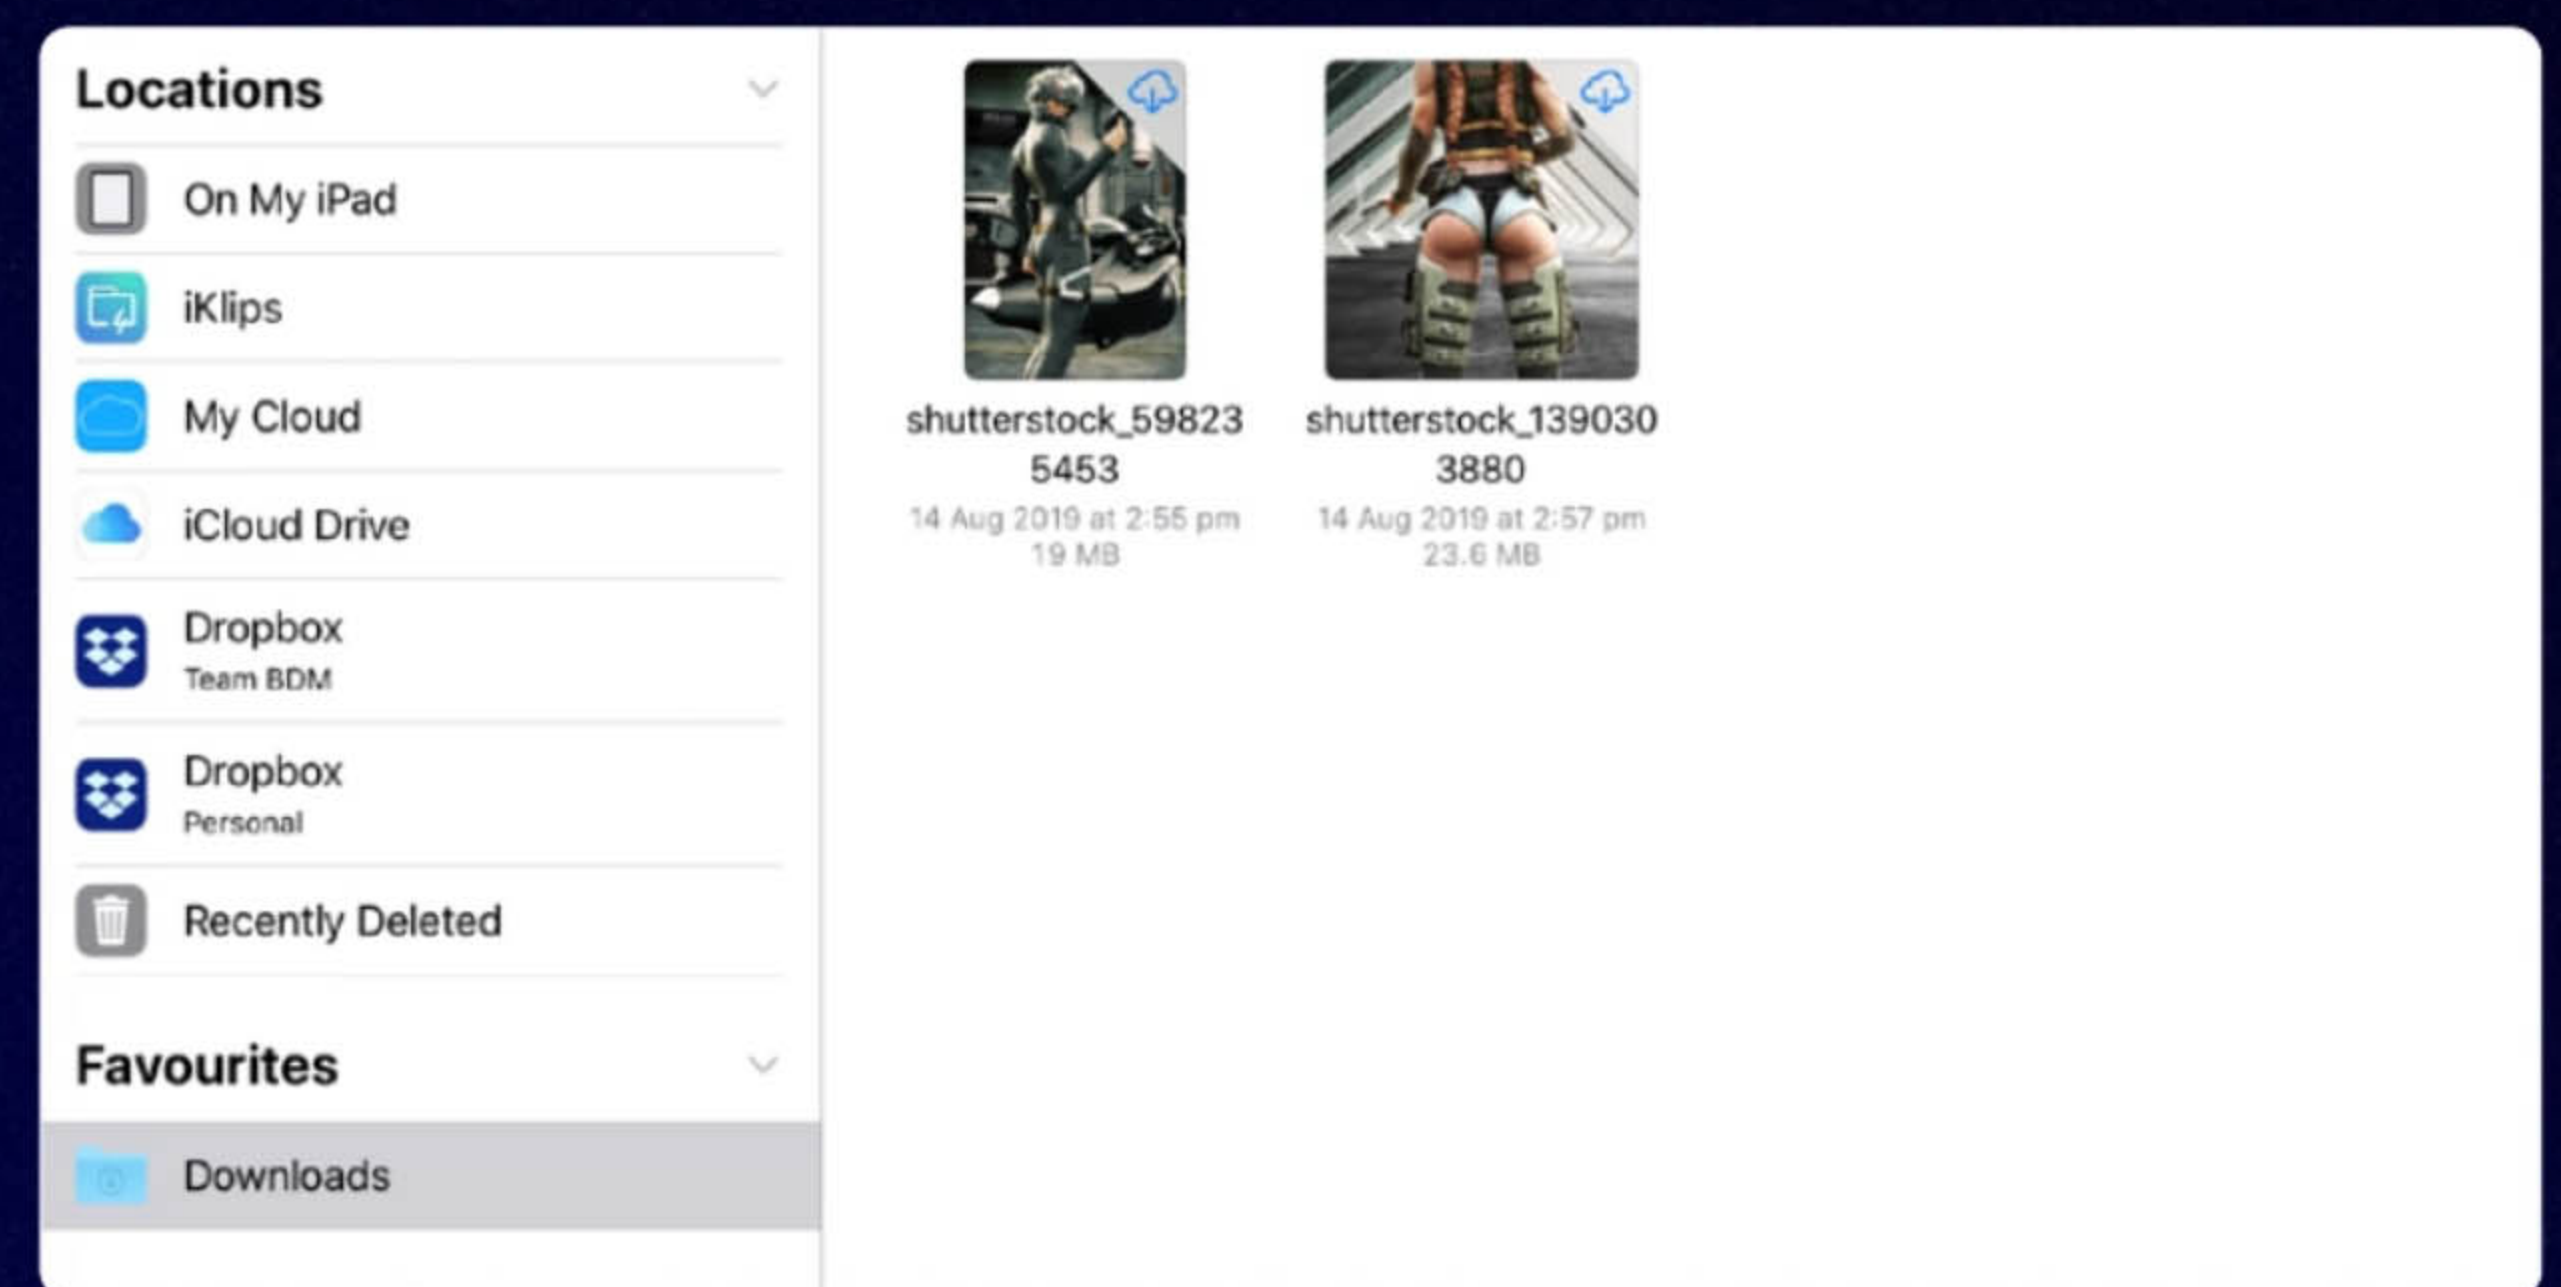 Locations
On My iPad
iKlips
My Cloud
iCloud Drive
Dropbox
Team BDM
Dropbox
Personal
Recently Deleted
Favourites
Downloads
shutterstock_59823
5453
14 Aug 2019 at 2:55 pm
19 MB
shutterstock_139030
3880
14 Aug 2019 at 2:57 pm
23.6 MB